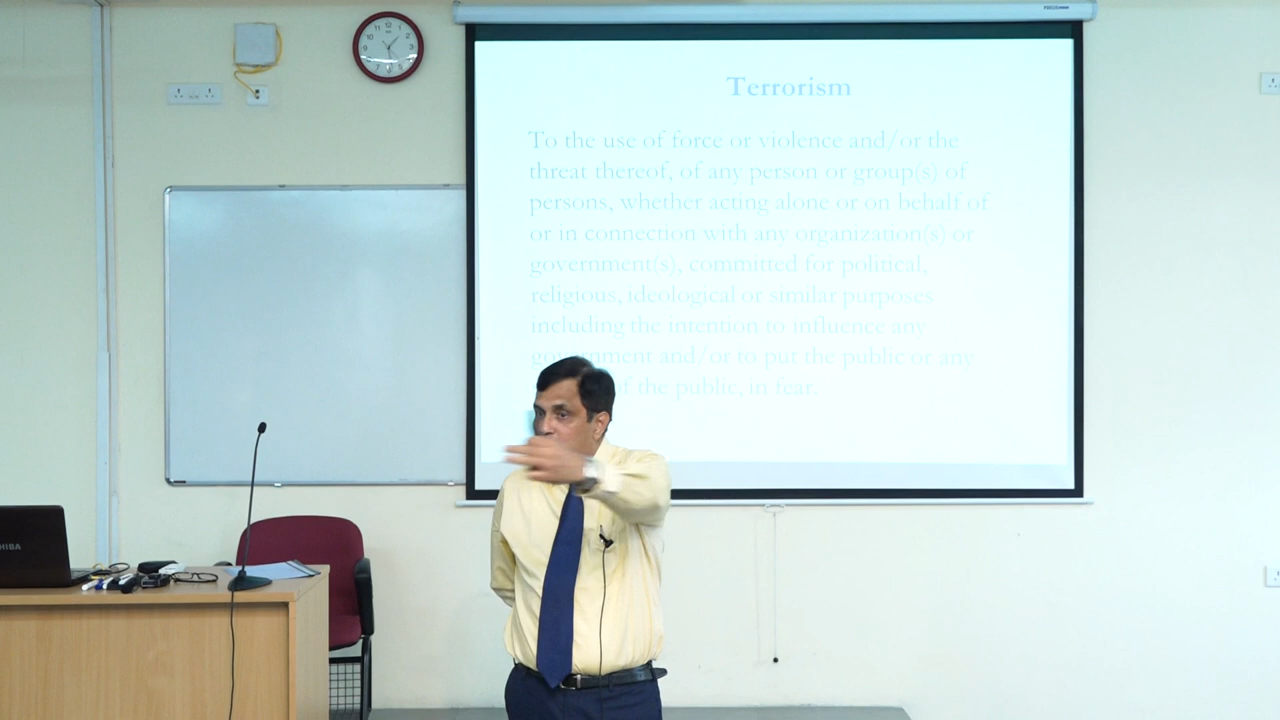 Terrorism
To the use of force or violence and/or the
threat thereof, of any person or group(s) of
persons, whether acting alone or on behalf of
or in connection with any organization(s) or
government(s), committed for political,
religious, ideological or similar purposes
including the intention to influence any
government and/or to put the public or any
of the public, in fear.
HIBA